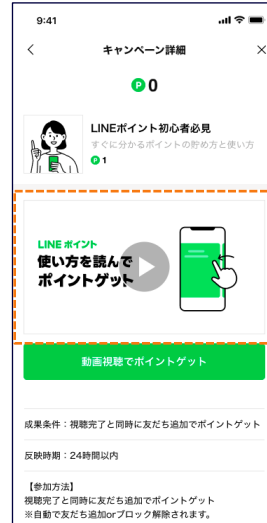 9:41
キャンペーン詳細
P 0
LINEポイント初心者必見
すぐに分かるポイントの貯め方と使い方
P 1
LINE ポイント
使い方を読んで
ポイントゲット
動画視聴でポイントゲット
成果条件：視聴完了と同時に友だち追加でポイントゲット
反映時期：24時間以内
【参加方法】
視聴完了と同時に友だち追加でポイントゲット
※自動で友だち追加orブロック解除されます。